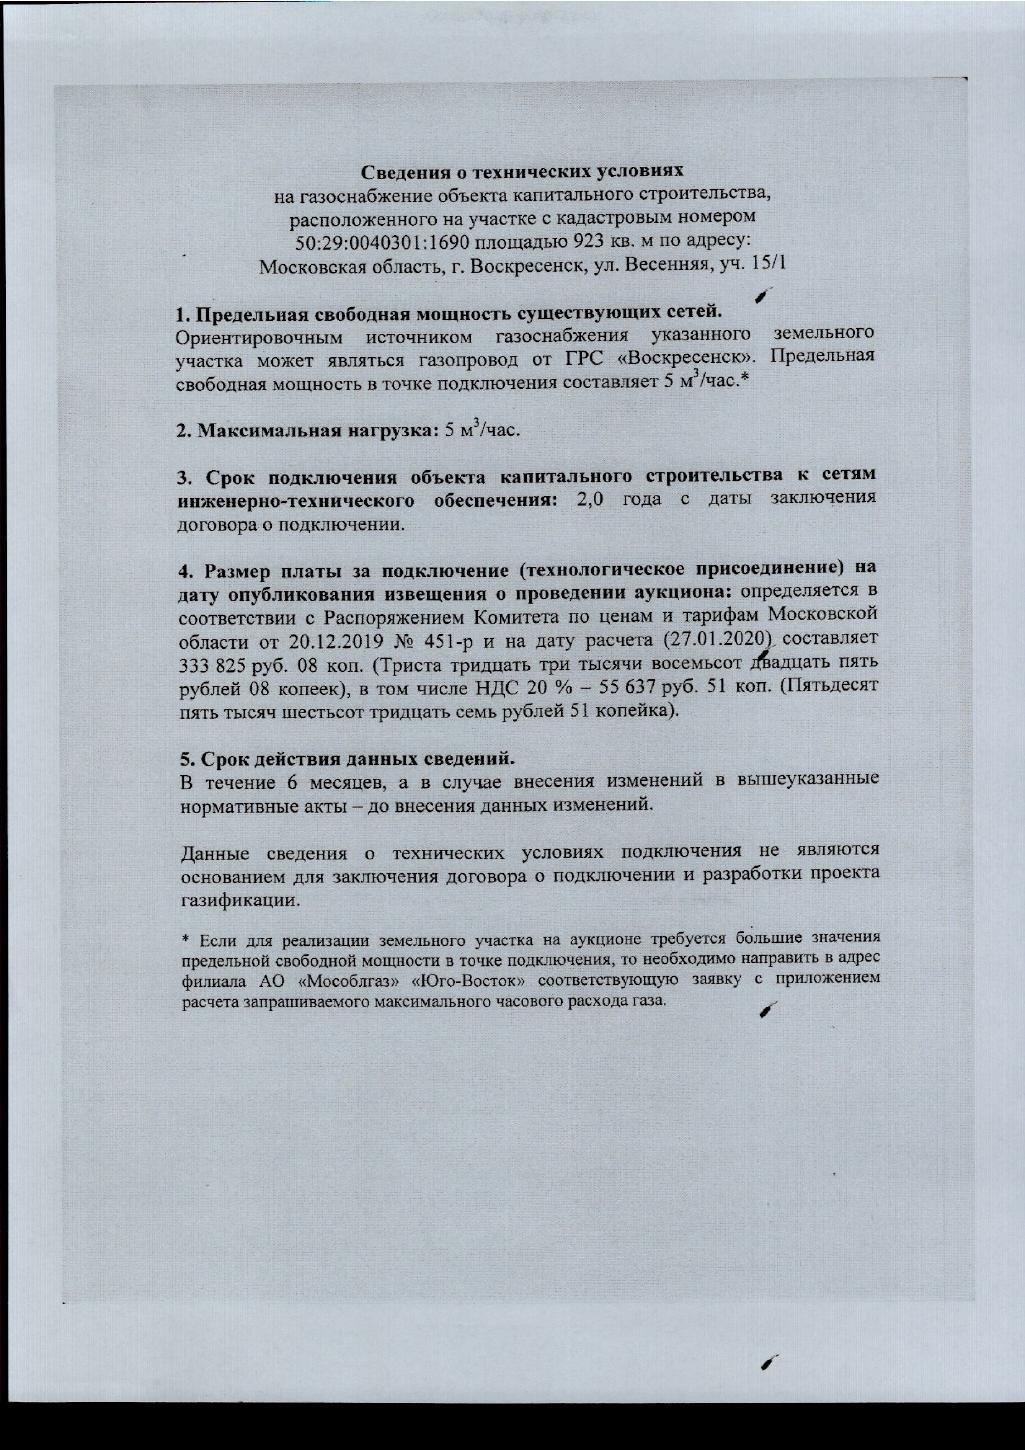 Сведения о технических условиях
на газоснабжение объекта капитального строительства,
расположенного на участке с кадастровым номером
50:29:0040301:1690 площадью 923 кв. м по адресу:
Московская область, г. Воскресенск, ул. Весенняя, уч. 15/1
1. Предельная свободная мощность существующих сетей.
Ориентировочным источником газоснабжения указанного земельного
участка может являться газопровод от ГРС «Воскресенск». Предельная
свободная мощность в точке подключения составляет 5 м³/час.*
2. Максимальная нагрузка: 5 м³/час.
3. Срок подключения объекта капитального строительства к сетям
инженерно-технического обеспечения: 2,0 года с даты заключения
договора о подключении.
4. Размер платы за подключение (технологическое присоединение) на
дату опубликования извещения о проведении аукциона: определяется в
соответствии с Распоряжением Комитета по ценам и тарифам Московской
области от 20.12.2019 № 451-р и на дату расчета (27.01.2020) составляет
333 825 руб. 08 коп. (Триста тридцать три тысячи восемьсот двадцать пять
рублей 08 копеек), в том числе НДС 20 % – 55 637 руб. 51 коп. (Пятьдесят
пять тысяч шестьсот тридцать семь рублей 51 копейка).
5. Срок действия данных сведений.
В течение 6 месяцев, а в случае внесения изменений в вышеуказанные
нормативные акты – до внесения данных изменений.
Данные сведения о технических условиях подключения не являются
основанием для заключения договора о подключении и разработки проекта
газификации.
* Если для реализации земельного участка на аукционе требуется большие значения
предельной свободной мощности в точке подключения, то необходимо направить в адрес
филиала АО «Мособлгаз» «Юго-Восток» соответствующую заявку с приложением
расчета запрашиваемого максимального часового расхода газа.